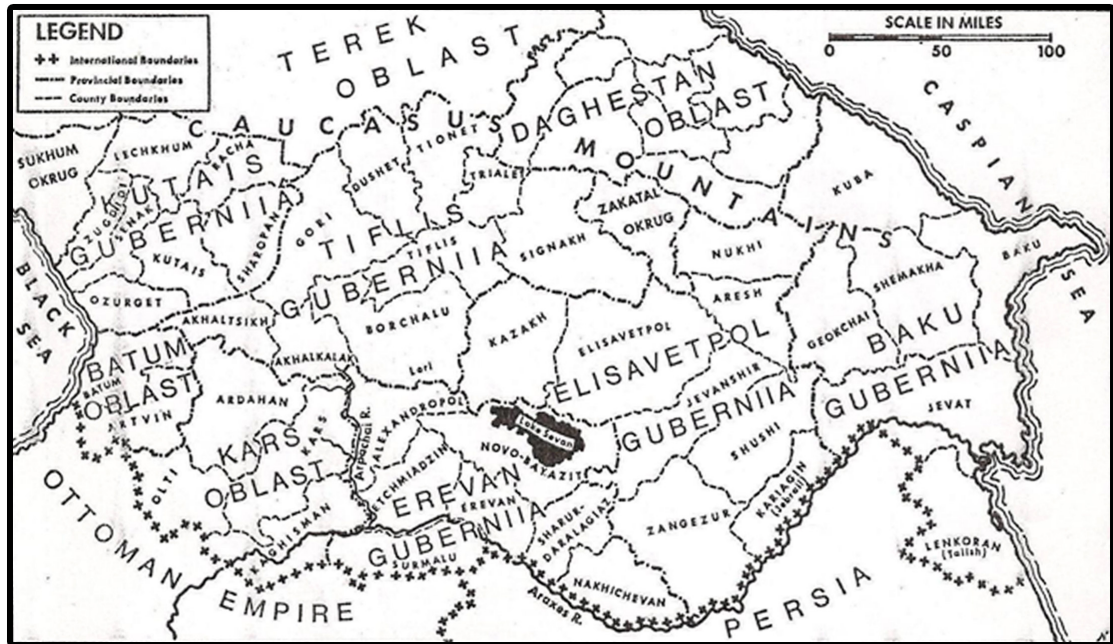 LEGEND
International Boundaries
Provincial Boundaries
County Boundaries
SCALE IN MILES
0 50 100
TEREK
OBLAST
CAUCASUS
MOUNTAINS
DAGHESTAN
OBLAST
CASPIAN
SEA
BLACK
SEA
SUKHUM
OKRUG
LECHKHUM
RACHA
KUTAIS
GUBERNIIA
ZUGDIDI
SENAK
SHAROPAN
KUTAIS
OZURGET
GORI
DUSHET
TIONET
TIFLIS
GUBERNIIA
TIFLIS
SIGNAKH
ZAKATAL
OKRUG
NUKHI
ARESH
KUBA
BAKU
SHEMAKHA
GEOKCHAI
BAKU
GUBERNIIA
JEVAT
AKHALTSIKH
AKHALKALAK
BORCHALU
Lori
KAZAKH
ELISAVETPOL
ELISAVETPOL
GUBERNIIA
JEVANSHIR
SHUSHI
KARIAGIN
(Jebrail)
ZANGEZUR
BATUM
OBLAST
BATUM
ARTVIN
ARDAHAN
KARS
OBLAST
KARS
OLTI
KAGHISMAN
Arpachai R.
ALEXANDROPOL
ETCHMIADZIN
Lake Sevan
NOVO-BAYAZIT
EREVAN
GUBERNIIA
EREVAN
SURMALU
SHARUR-
DARALAGIAZ
NAKHICHEVAN
Araxes R.
LENKORAN
(Talish)
OTTOMAN
EMPIRE
PERSIA